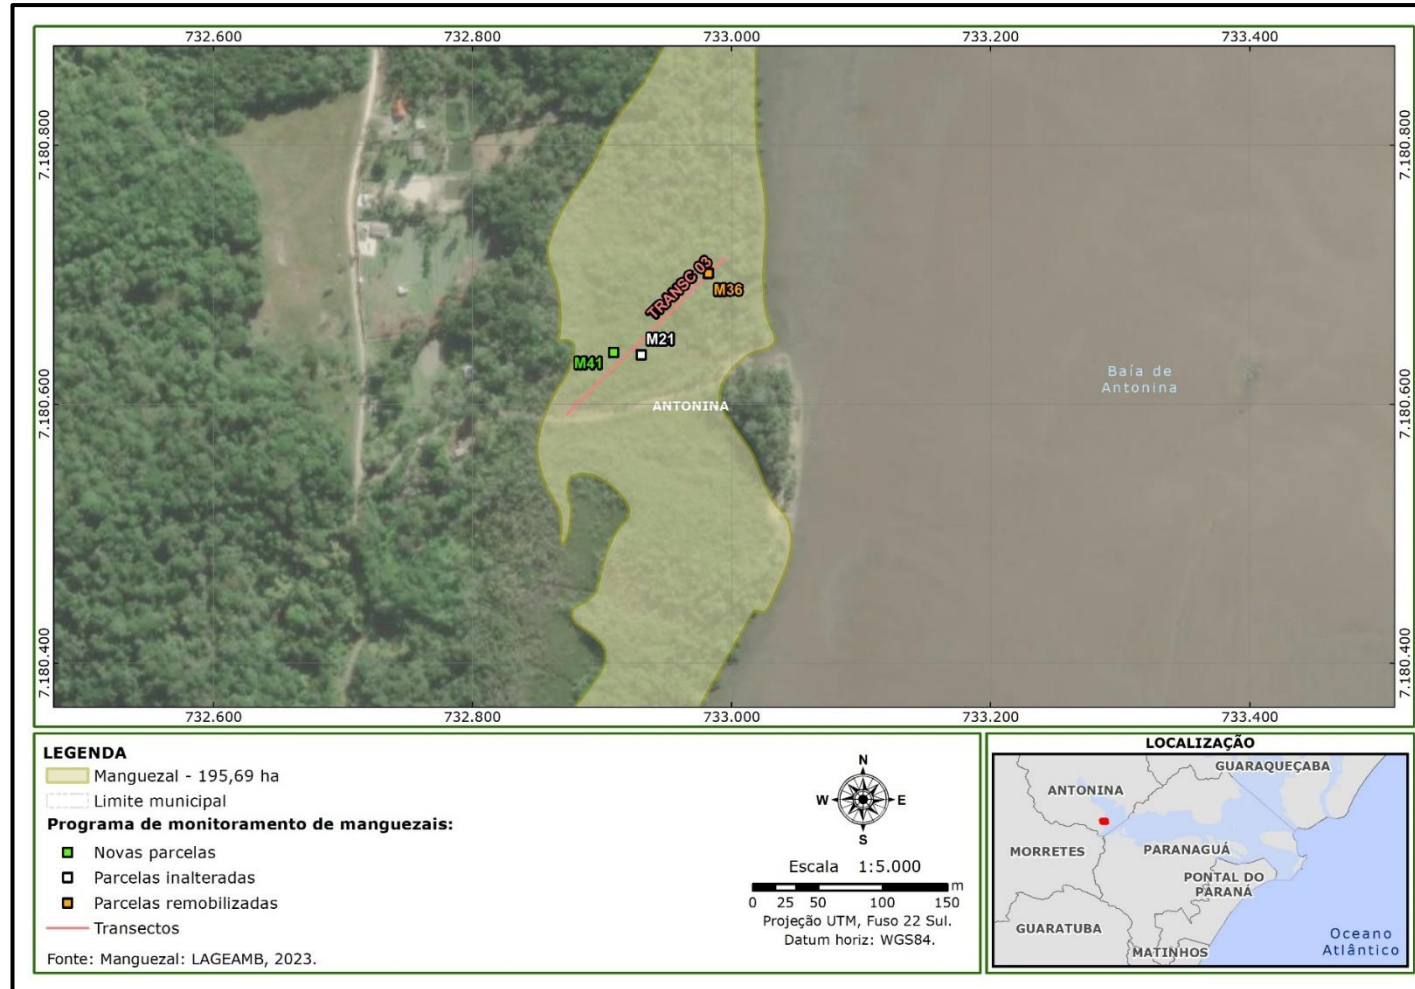 732.600 732.800 733.000 733.200 733.400
7.180.800 7.180.800
TRANSC 03
M36
M21
M41
Baía de
Antonina
7.180.600 7.180.600
ANTONINA
7.180.400 7.180.400
732.600 732.800 733.000 733.200 733.400
LEGENDA
Manguezal - 195,69 ha
Limite municipal
Programa de monitoramento de manguezais:
Novas parcelas
Parcelas inalteradas
Parcelas remobilizadas
Transectos
Fonte: Manguezal: LAGEAMB, 2023.
N
W E
S
Escala 1:5.000
m
0 25 50 100 150
Projeção UTM, Fuso 22 Sul.
Datum horiz: WGS84.
LOCALIZAÇÃO
GUARAQUEÇABA
ANTONINA
MORRETES
PARANAGUÁ
PONTAL DO
PARANÁ
GUARATUBA
MATINHOS
Oceano
Atlântico